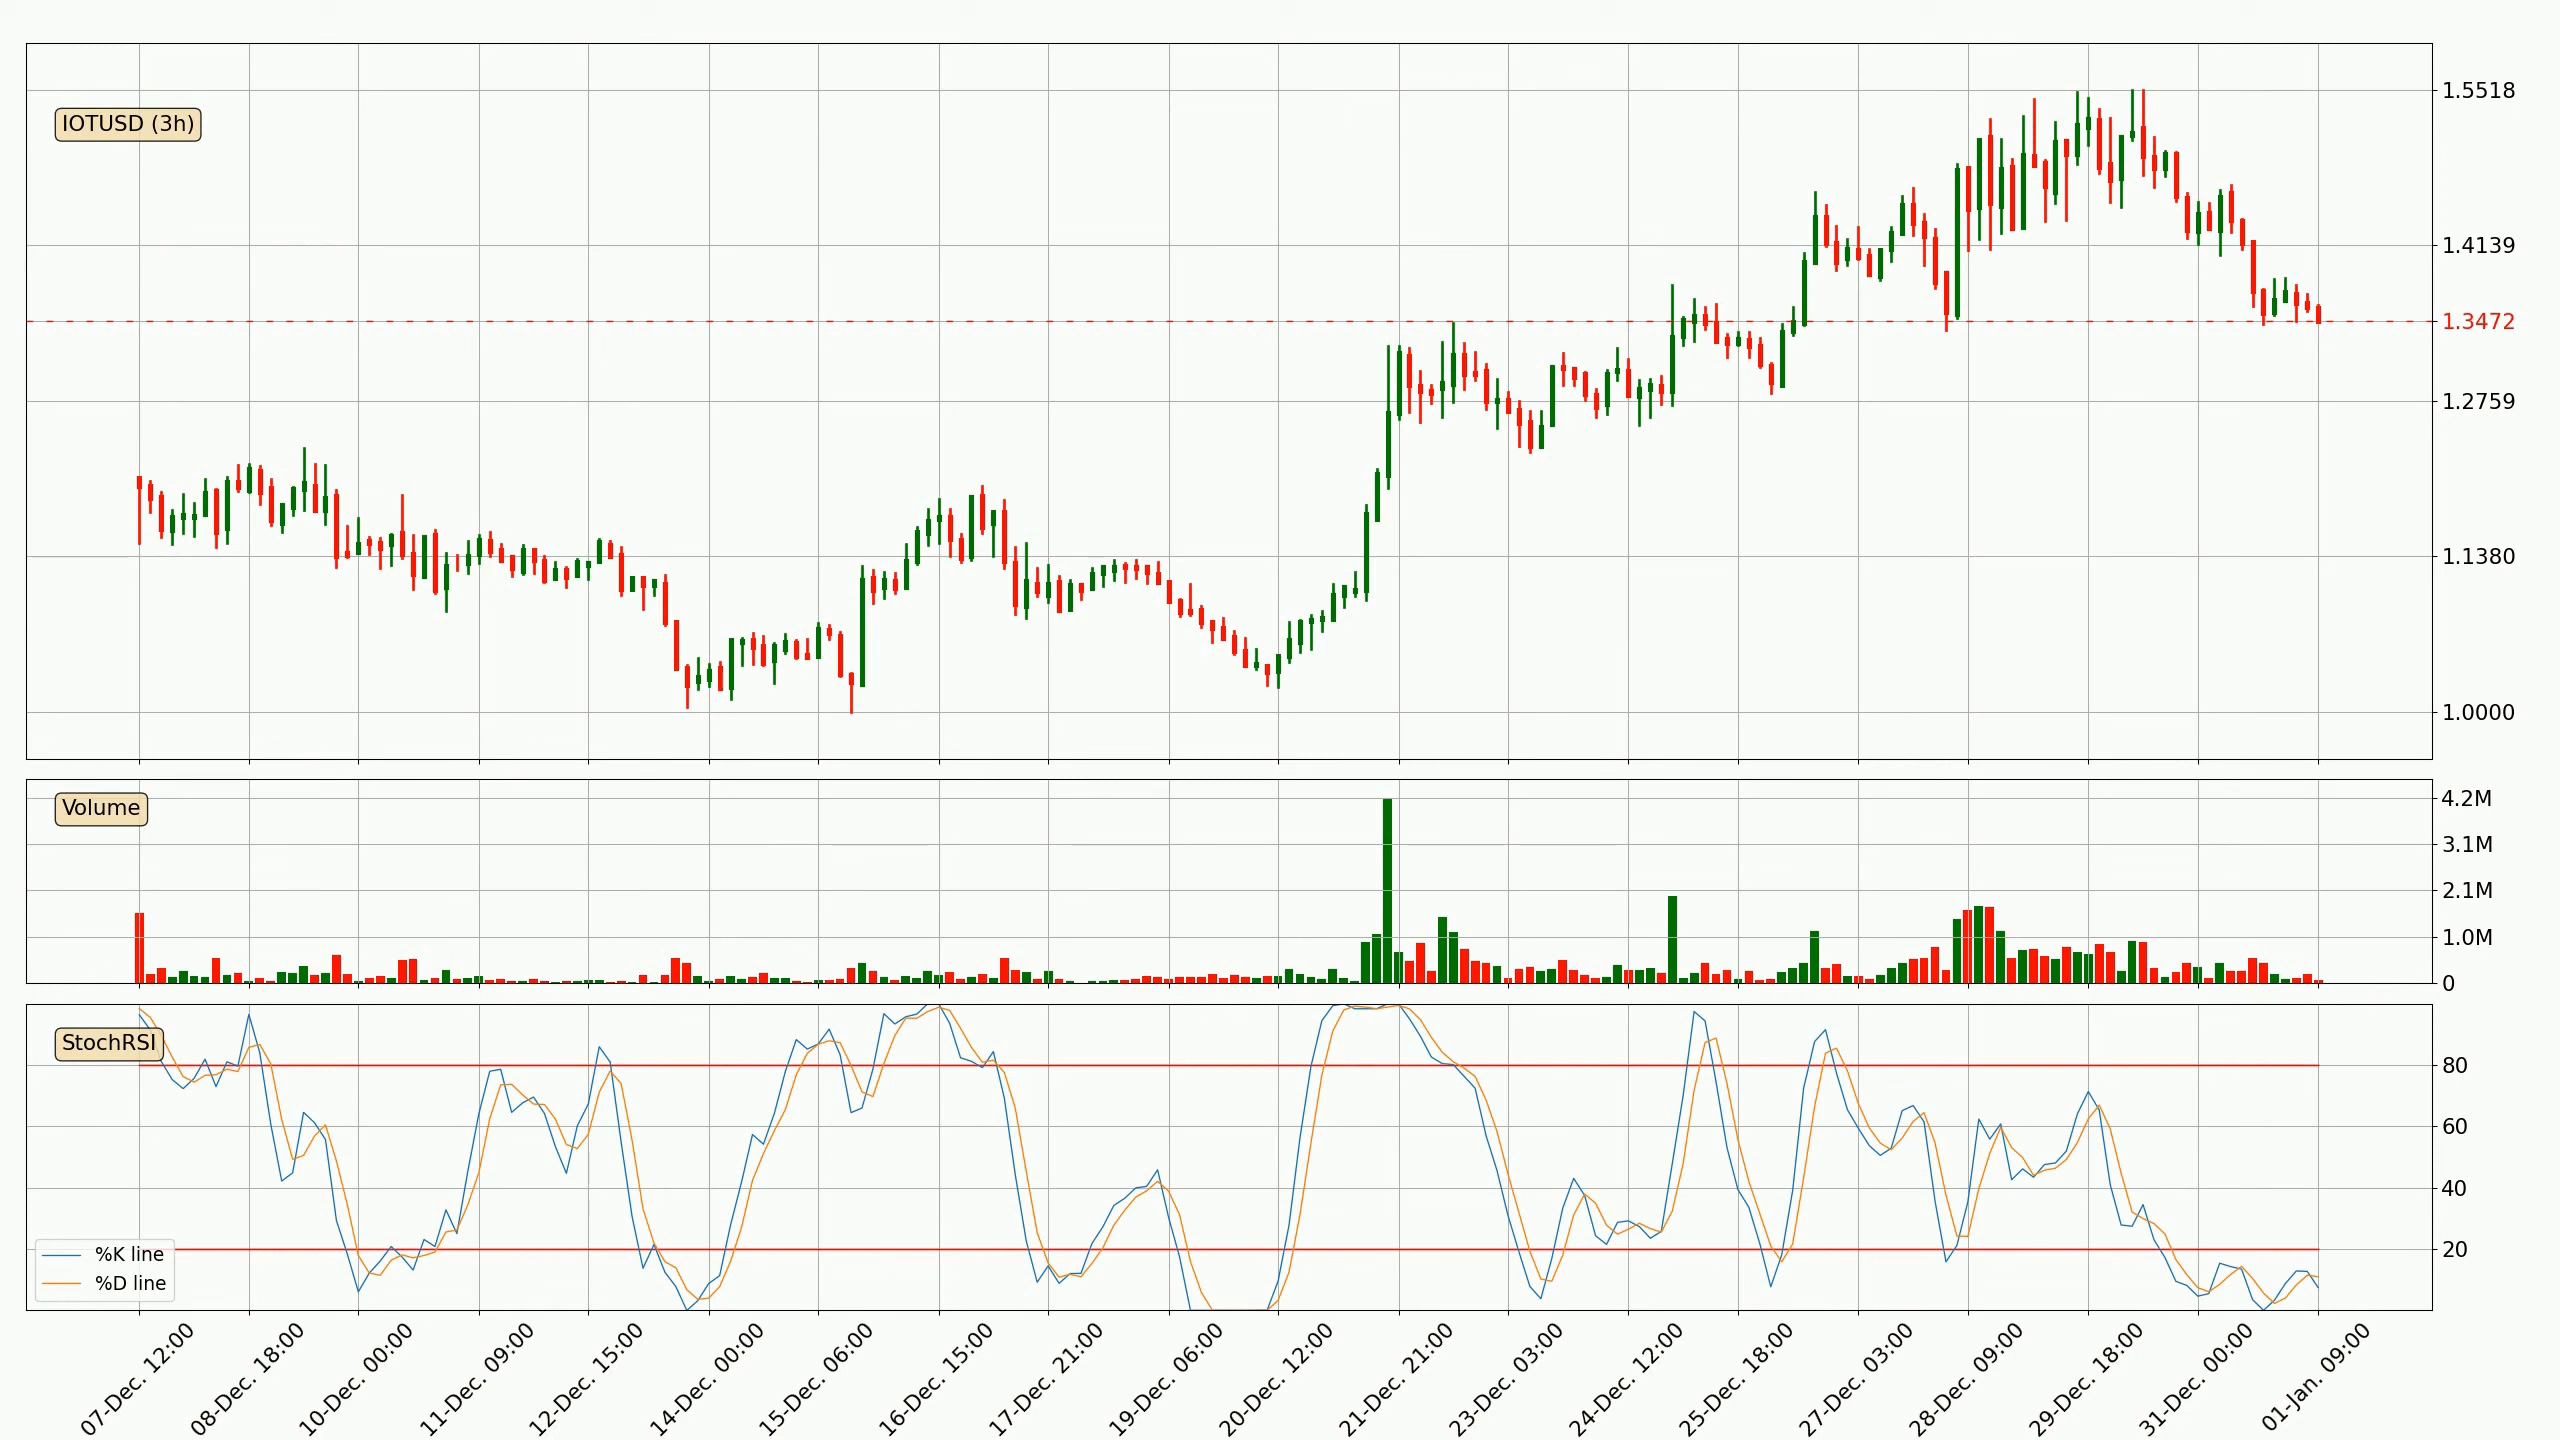 IOTUSD (3h)
1.5518
1.4139
1.3472
1.2759
1.1380
1.0000
Volume
4.2M
3.1M
2.1M
1.0M
0
StochRSI
80
60
40
20
%K line
%D line
07-Dec. 12:00
08-Dec. 18:00
10-Dec. 00:00
11-Dec. 09:00
12-Dec. 15:00
14-Dec. 00:00
15-Dec. 06:00
16-Dec. 15:00
17-Dec. 21:00
19-Dec. 06:00
20-Dec. 12:00
21-Dec. 21:00
23-Dec. 03:00
24-Dec. 12:00
25-Dec. 18:00
27-Dec. 03:00
28-Dec. 09:00
29-Dec. 18:00
31-Dec. 00:00
01-Jan. 09:00